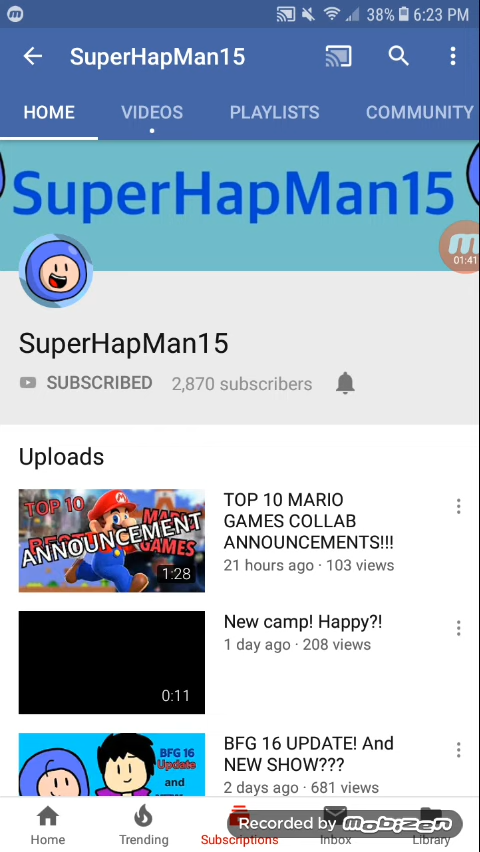 38% 6:23 PM
SuperHapMan15
HOME VIDEOS PLAYLISTS COMMUNITY
SuperHapMan15
m
01:41
SuperHapMan15
SUBSCRIBED 2,870 subscribers
Uploads
TOP 10
MARIO
GAMES
ANNOUNCEMENT
1:28
TOP 10 MARIO
GAMES COLLAB
ANNOUNCEMENTS!!!
21 hours ago · 103 views
0:11
New camp! Happy?!
1 day ago · 208 views
BFG 16
Update
and
BFG 16 UPDATE! And
NEW SHOW???
2 days ago · 681 views
Recorded by mobizen
Home Trending Subscriptions Inbox Library